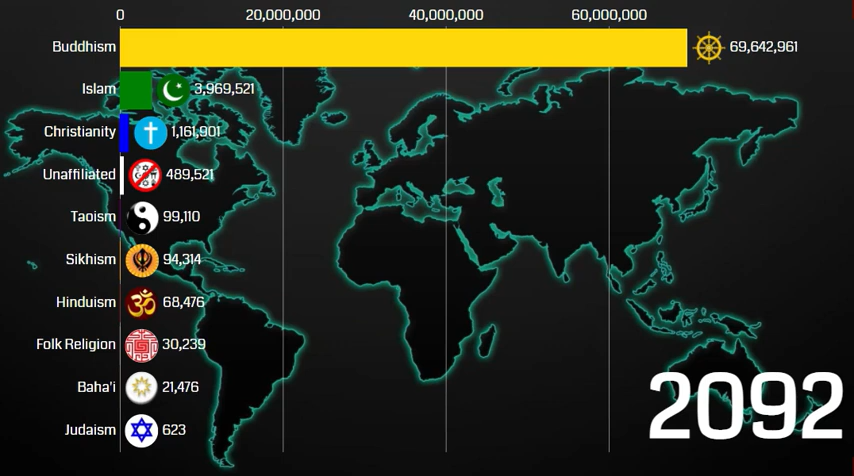 0 20,000,000 40,000,000 60,000,000
Buddhism 69,642,961
Islam 3,969,521
Christianity 1,161,901
Unaffiliated 489,521
Taoism 99,110
Sikhism 94,314
Hinduism 68,476
Folk Religion 30,239
Baha'i 21,476
Judaism 623
2092